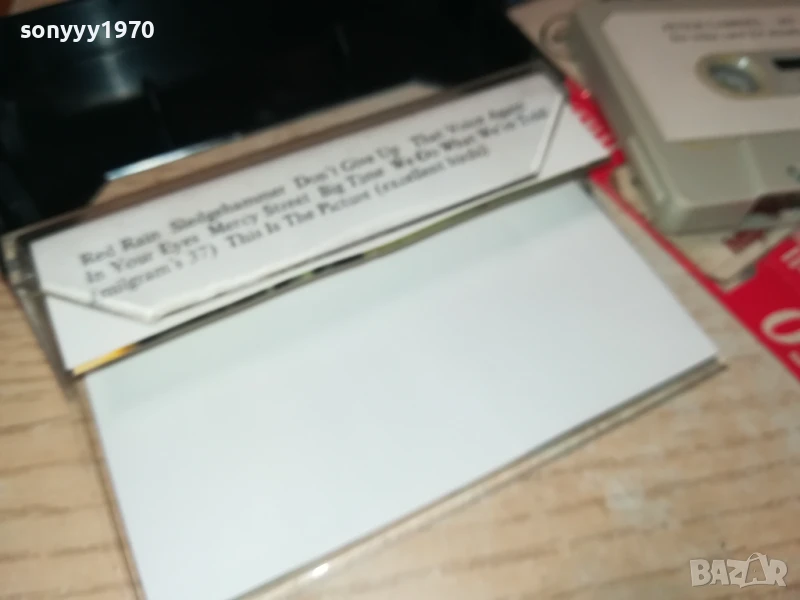 sonyyy1970
Red Rain Sledgehammer Don't Give Up That Voice Again
In Your Eyes Mercy Street Big Time We Do What We're Told
(milgram's 37) This Is The Picture (excellent birds)
BAZAR